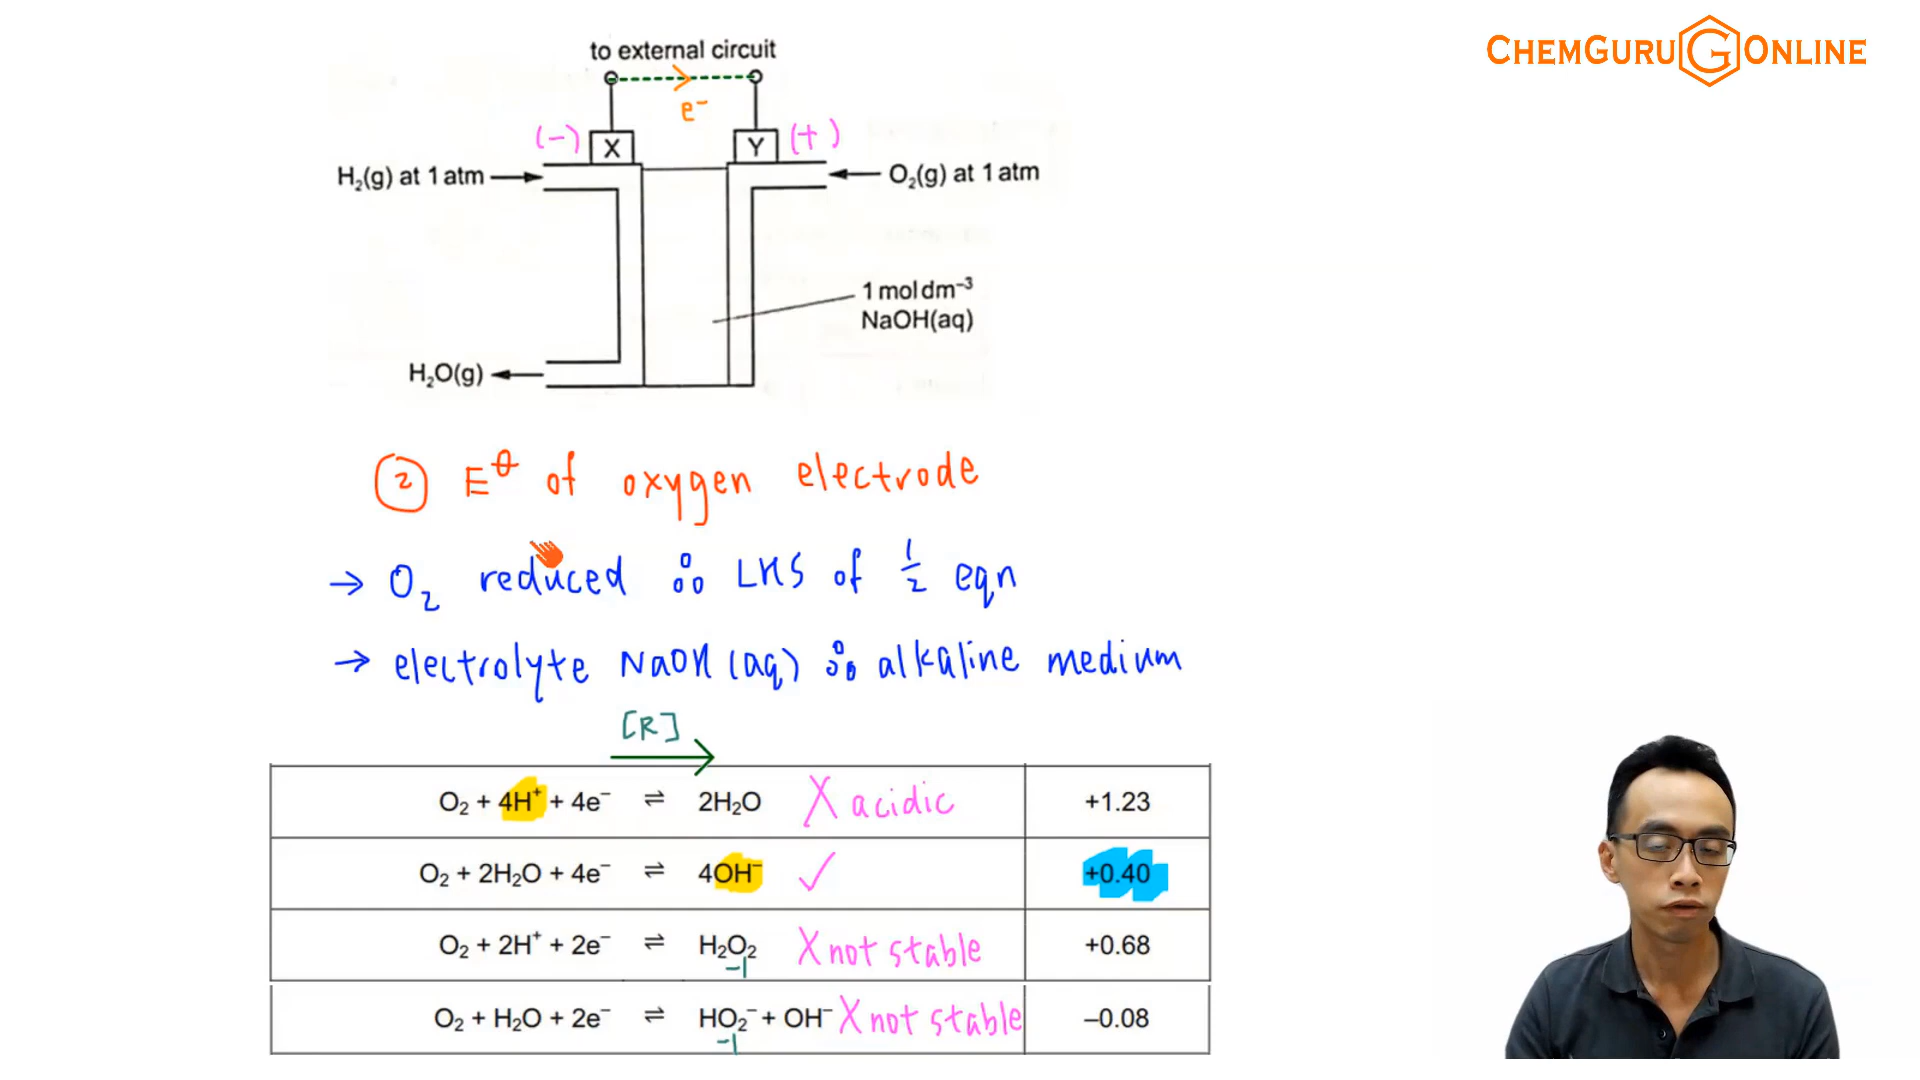 CHEMGURU G ONLINE
to external circuit
e⁻
(-) X Y (+)
H₂(g) at 1 atm
O₂(g) at 1 atm
1 mol dm⁻³
NaOH(aq)
H₂O(g)
② E⦵ of oxygen electrode
→ O₂ reduced ∴ LHS of ½ eqn
→ electrolyte NaOH (aq) ∴ alkaline medium
[R]
O₂ + 4H⁺ + 4e⁻ ⇌ 2H₂O X acidic +1.23
O₂ + 2H₂O + 4e⁻ ⇌ 4OH⁻ ✓ +0.40
O₂ + 2H⁺ + 2e⁻ ⇌ H₂O₂ X not stable +0.68
-1
O₂ + H₂O + 2e⁻ ⇌ HO₂⁻ + OH⁻ X not stable –0.08
-1